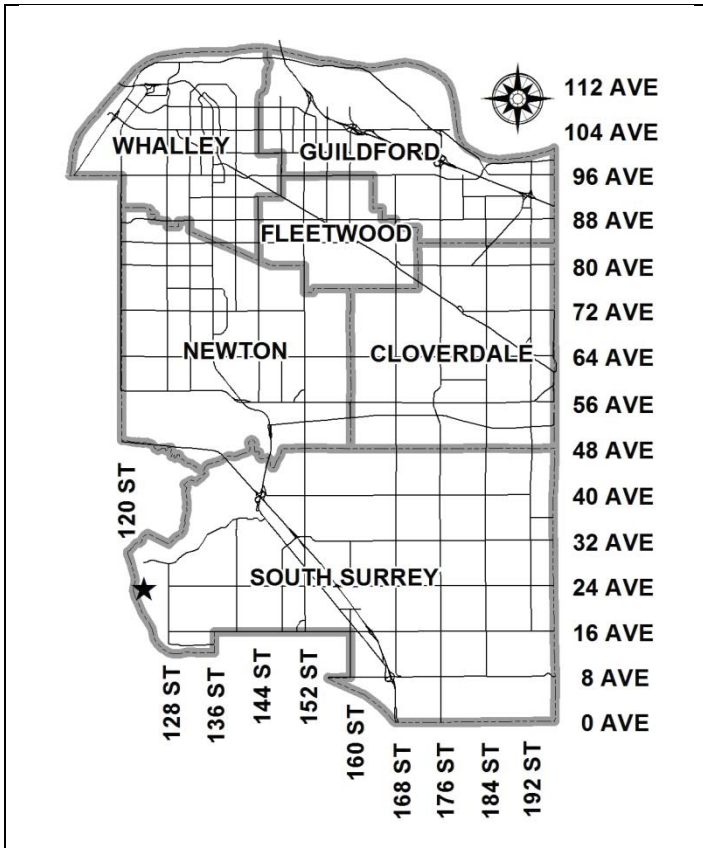 112 AVE
104 AVE
WHALLEY
GUILDFORD
96 AVE
88 AVE
FLEETWOOD
80 AVE
72 AVE
NEWTON
CLOVERDALE
64 AVE
56 AVE
48 AVE
120 ST
40 AVE
32 AVE
SOUTH SURREY
24 AVE
16 AVE
128 ST
136 ST
144 ST
152 ST
8 AVE
160 ST
0 AVE
168 ST
176 ST
184 ST
192 ST